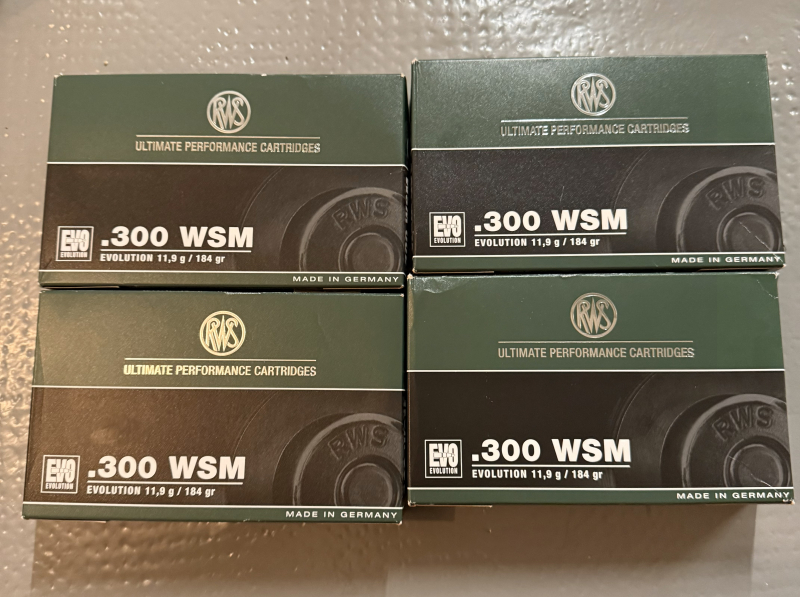 RWS
ULTIMATE PERFORMANCE CARTRIDGES
RWS
EVO
EVOLUTION
.300 WSM
EVOLUTION 11,9 g / 184 gr
MADE IN GERMANY
RWS
ULTIMATE PERFORMANCE CARTRIDGES
RWS
EVO
EVOLUTION
.300 WSM
EVOLUTION 11,9 g / 184 gr
MADE IN GERMANY
RWS
ULTIMATE PERFORMANCE CARTRIDGES
RWS
EVO
EVOLUTION
.300 WSM
EVOLUTION 11,9 g / 184 gr
MADE IN GERMANY
RWS
ULTIMATE PERFORMANCE CARTRIDGES
RWS
EVO
EVOLUTION
.300 WSM
EVOLUTION 11,9 g / 184 gr
MADE IN GERMANY